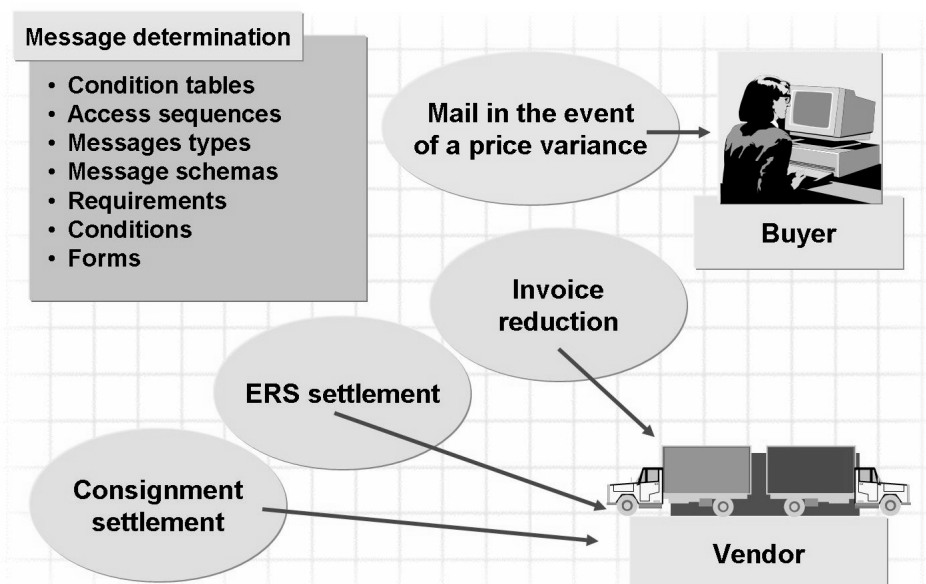 Message determination
• Condition tables
• Access sequences
• Messages types
• Message schemas
• Requirements
• Conditions
• Forms
Mail in the event
of a price variance
Buyer
Invoice
reduction
ERS settlement
Consignment
settlement
Vendor